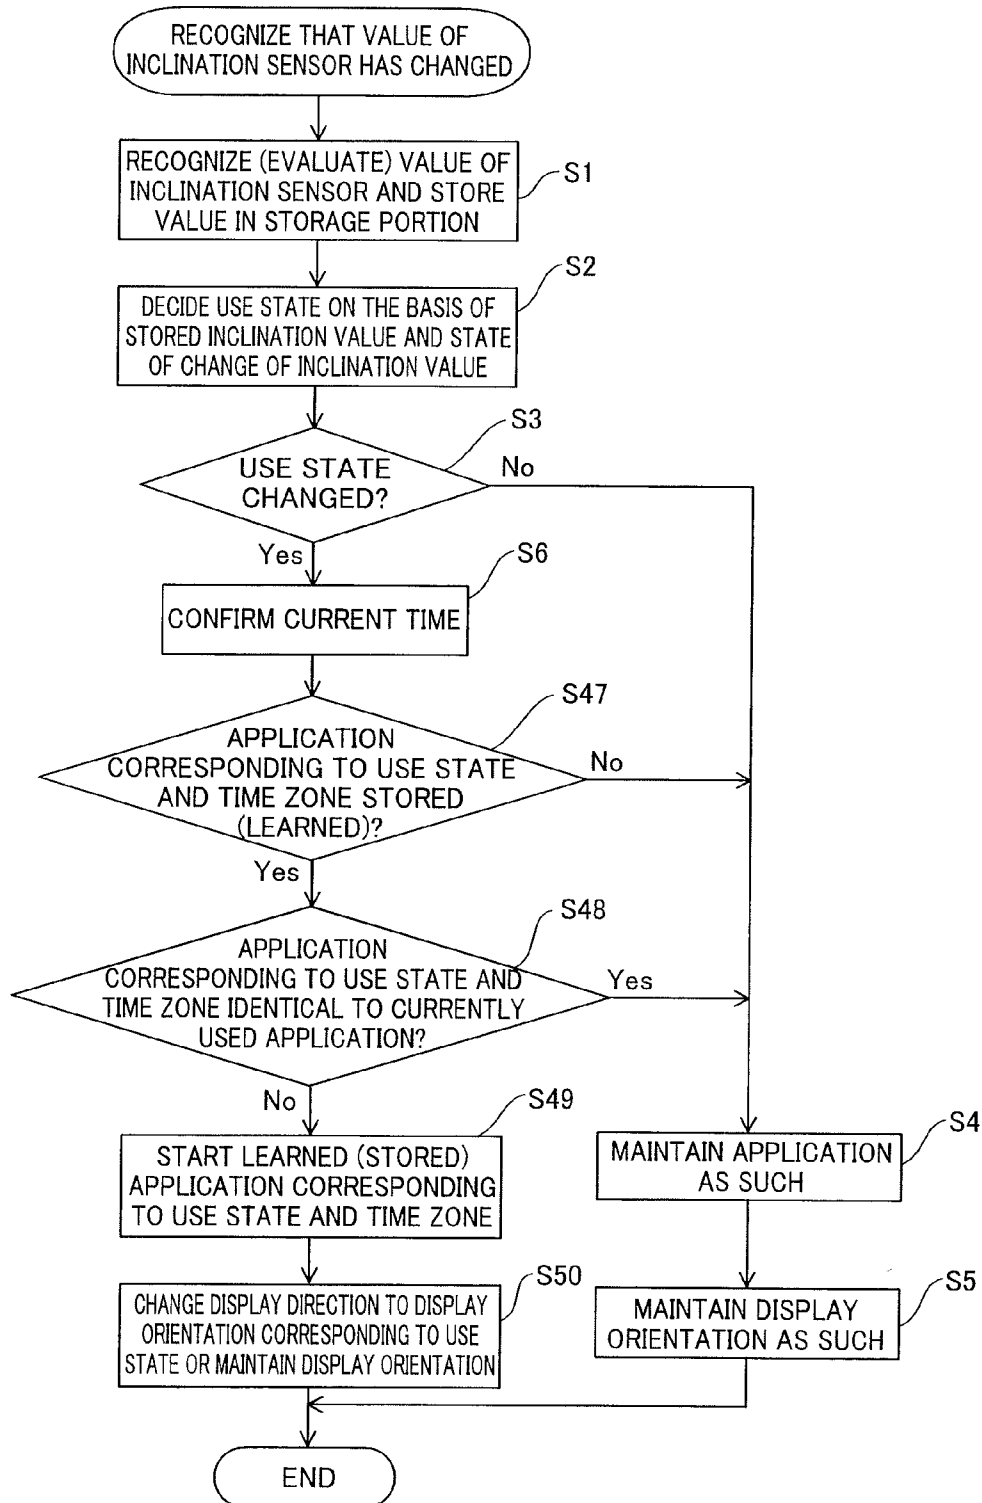 RECOGNIZE THAT VALUE OF
INCLINATION SENSOR HAS CHANGED
RECOGNIZE (EVALUATE) VALUE OF
INCLINATION SENSOR AND STORE
VALUE IN STORAGE PORTION
S1
DECIDE USE STATE ON THE BASIS OF
STORED INCLINATION VALUE AND STATE
OF CHANGE OF INCLINATION VALUE
S2
USE STATE
CHANGED?
S3
No
Yes
CONFIRM CURRENT TIME
S6
APPLICATION
CORRESPONDING TO USE STATE
AND TIME ZONE STORED
(LEARNED)?
S47
No
Yes
APPLICATION
CORRESPONDING TO USE STATE AND
TIME ZONE IDENTICAL TO CURRENTLY
USED APPLICATION?
S48
Yes
No
START LEARNED (STORED)
APPLICATION CORRESPONDING
TO USE STATE AND TIME ZONE
S49
MAINTAIN APPLICATION
AS SUCH
S4
CHANGE DISPLAY DIRECTION TO DISPLAY
ORIENTATION CORRESPONDING TO USE
STATE OR MAINTAIN DISPLAY ORIENTATION
S50
MAINTAIN DISPLAY
ORIENTATION AS SUCH
S5
END